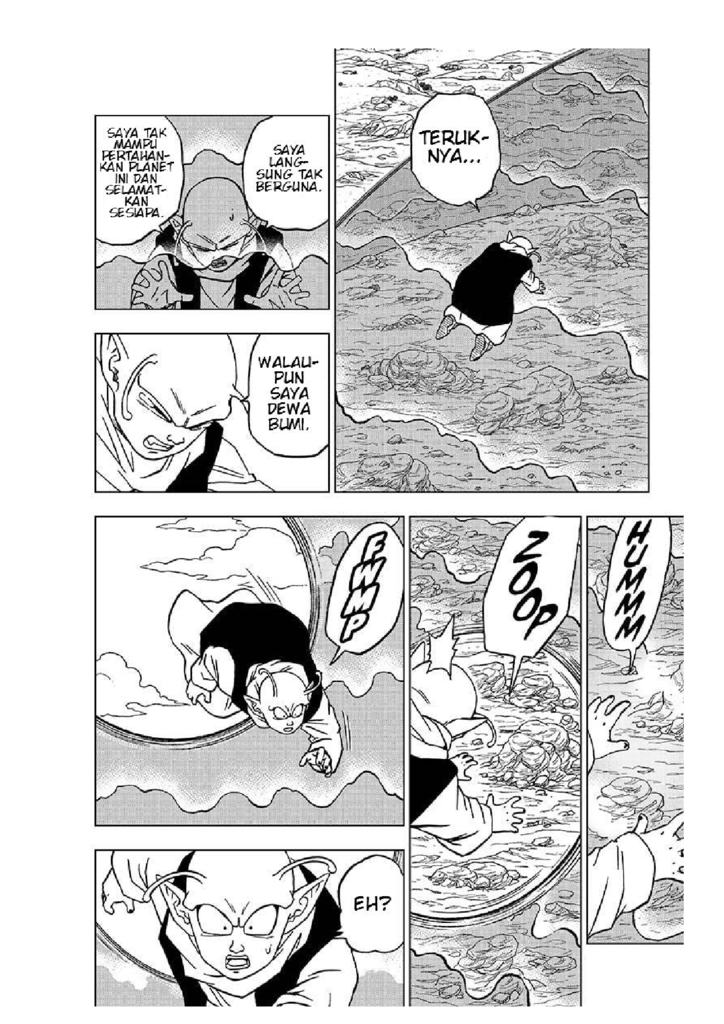 TERUK-
NYA...
SAYA
LANG-
SUNG TAK
BERGUNA.
SAYA TAK
MAMPU
PERTAHAN-
KAN PLANET
INI DAN
SELAMAT-
KAN
SESIAPA.
WALAU-
PUN
SAYA
DEWA
BUMI.
HUMMM
ZOOP
FWMP
EH?